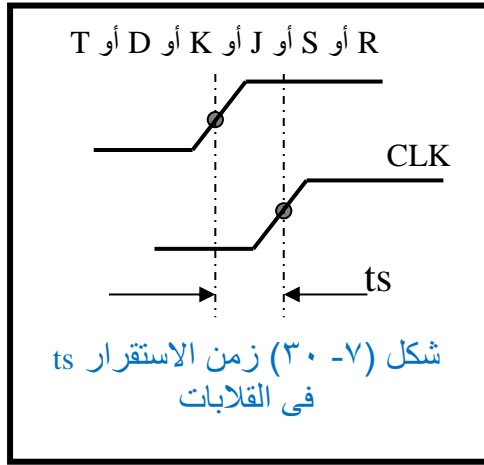 R أو S أو J أو K أو D أو T
CLK
ts
شكل (٧- ٣٠) زمن الاستقرار ts
فى القلابات